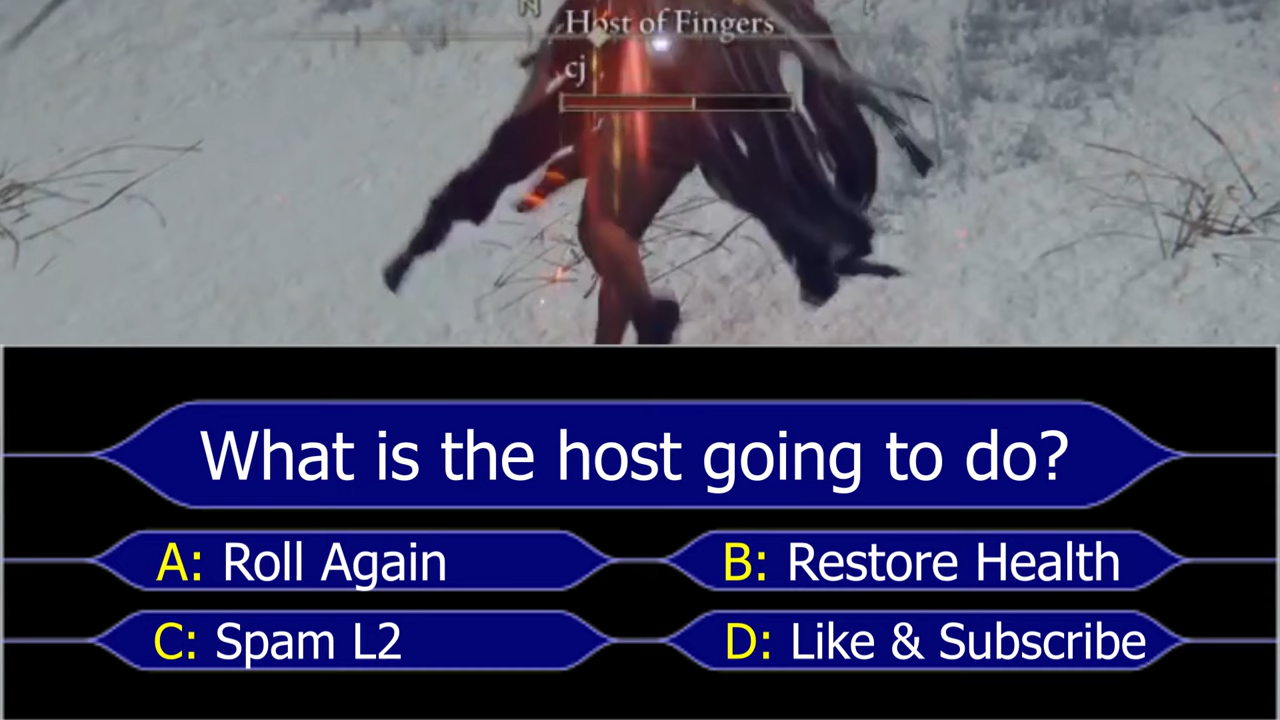 N
Host of Fingers
cj
What is the host going to do?
A: Roll Again
B: Restore Health
C: Spam L2
D: Like & Subscribe